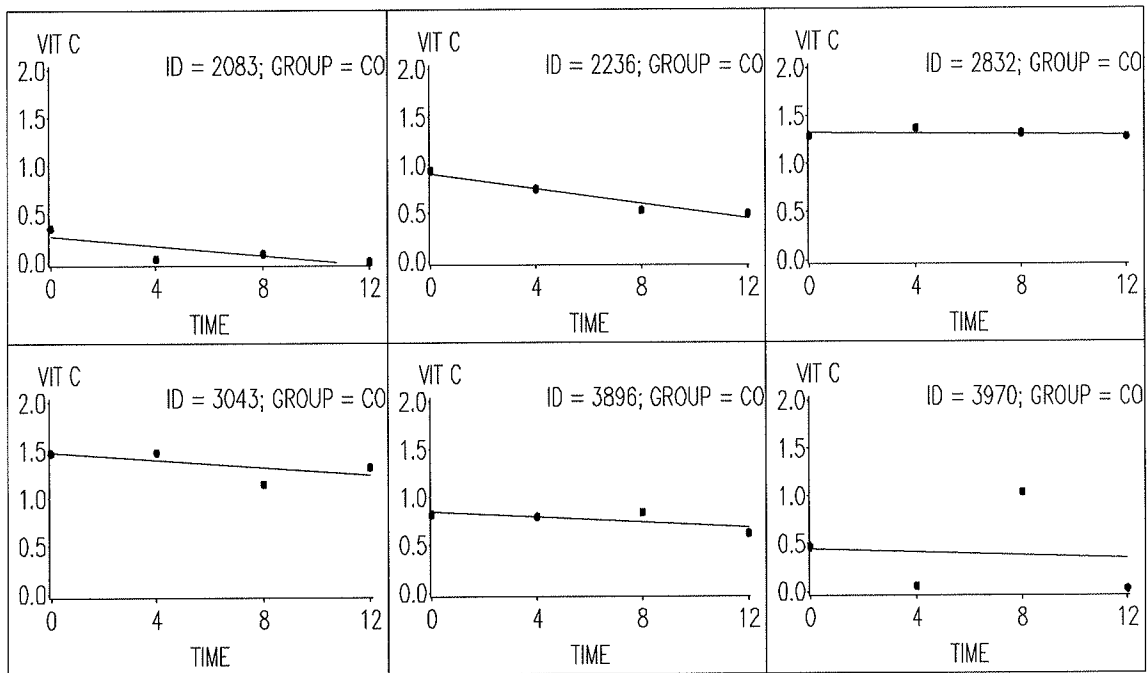 VIT C
ID = 2083; GROUP = CO
2.0
1.5
1.0
0.5
0.0
0 4 8 12
TIME
VIT C
ID = 2236; GROUP = CO
2.0
1.5
1.0
0.5
0.0
0 4 8 12
TIME
VIT C
ID = 2832; GROUP = CO
2.0
1.5
1.0
0.5
0.0
0 4 8 12
TIME
VIT C
ID = 3043; GROUP = CO
2.0
1.5
1.0
0.5
0.0
0 4 8 12
TIME
VIT C
ID = 3896; GROUP = CO
2.0
1.5
1.0
0.5
0.0
0 4 8 12
TIME
VIT C
ID = 3970; GROUP = CO
2.0
1.5
1.0
0.5
0.0
0 4 8 12
TIME